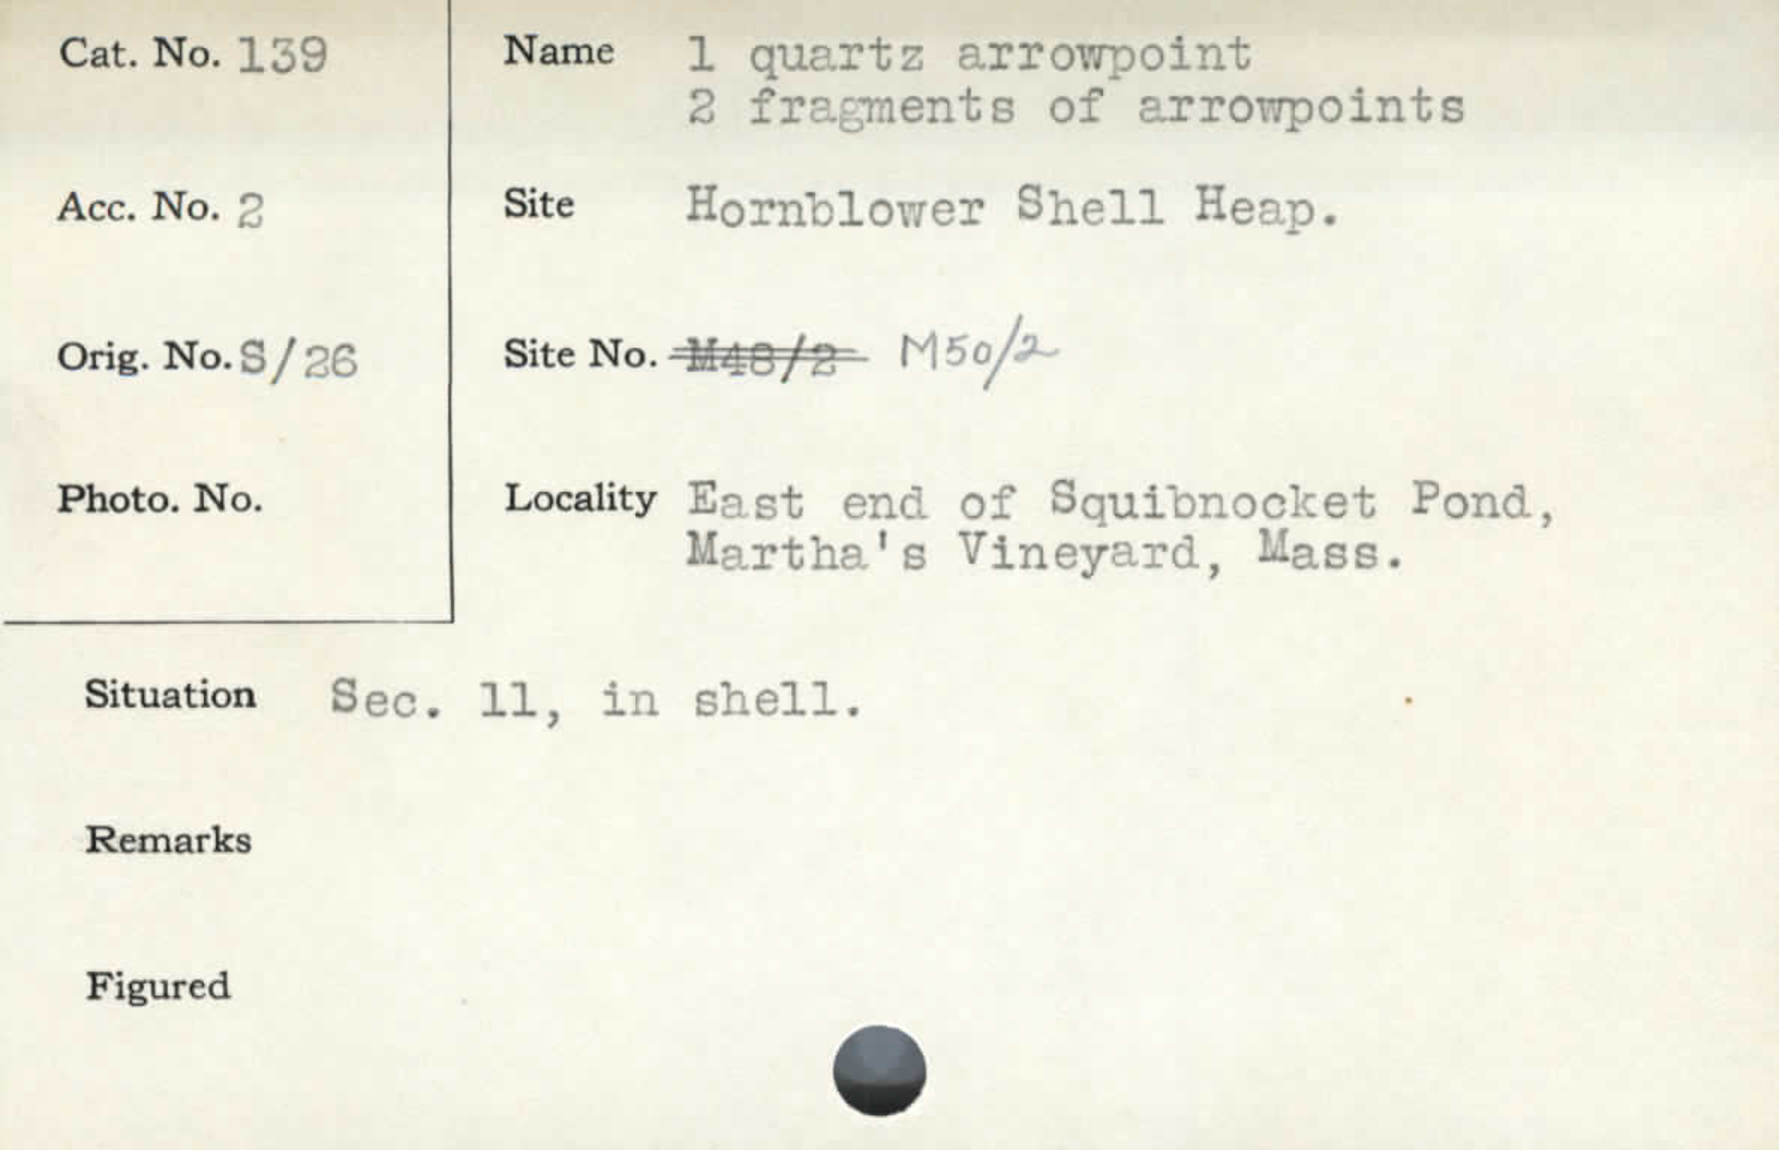 Cat. No. 139
Name 1 quartz arrowpoint
2 fragments of arrowpoints
Acc. No. 2
Site Hornblower Shell Heap.
Orig. No. S/26
Site No. M48/2 M50/2
Photo. No.
Locality East end of Squibnocket Pond,
Martha's Vineyard, Mass.
Situation Sec. 11, in shell.
Remarks
Figured